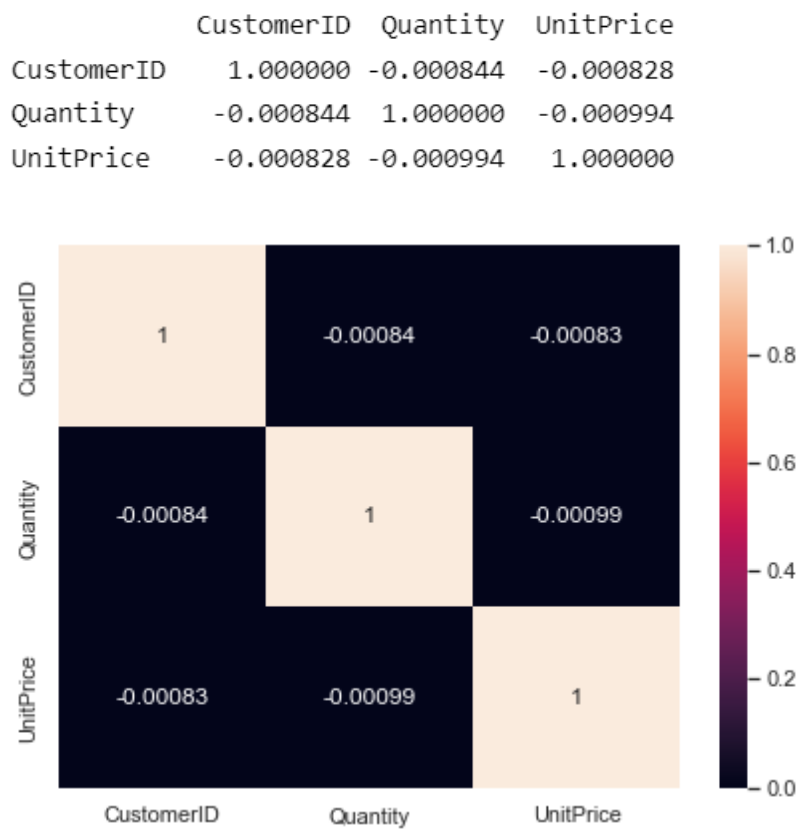 CustomerID Quantity UnitPrice
CustomerID 1.000000 -0.000844 -0.000828
Quantity -0.000844 1.000000 -0.000994
UnitPrice -0.000828 -0.000994 1.000000
1.0
CustomerID
1 -0.00084 -0.00083
0.8
0.6
Quantity
-0.00084 1 -0.00099
0.4
0.2
UnitPrice
-0.00083 -0.00099 1
0.0
CustomerID Quantity UnitPrice